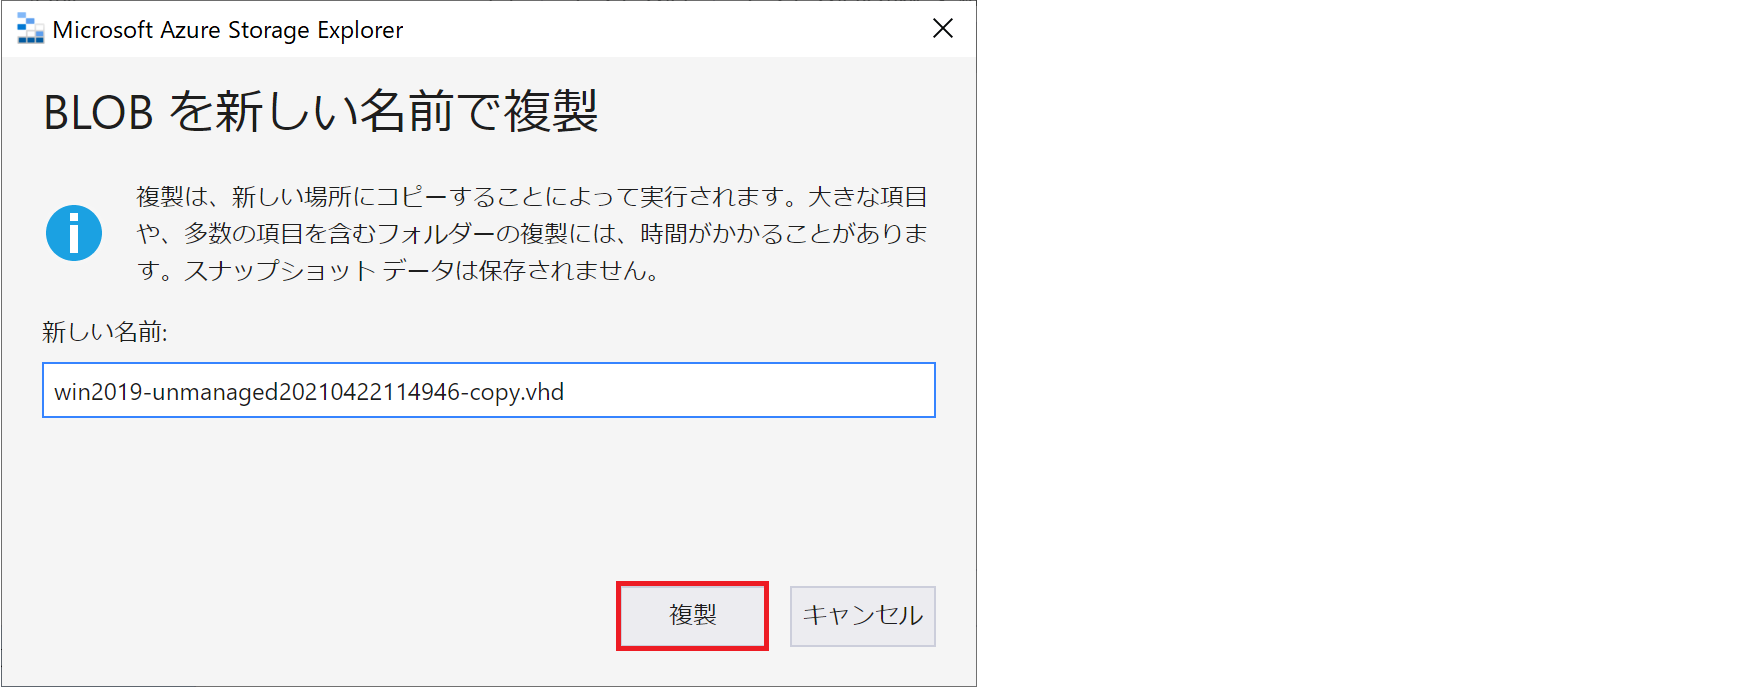 Microsoft Azure Storage Explorer
BLOB を新しい名前で複製
複製は、新しい場所にコピーすることによって実行されます。大きな項目
や、多数の項目を含むフォルダーの複製には、時間がかかることがありま
す。スナップショット データは保存されません。
新しい名前:
win2019-unmanaged20210422114946-copy.vhd
複製
キャンセル